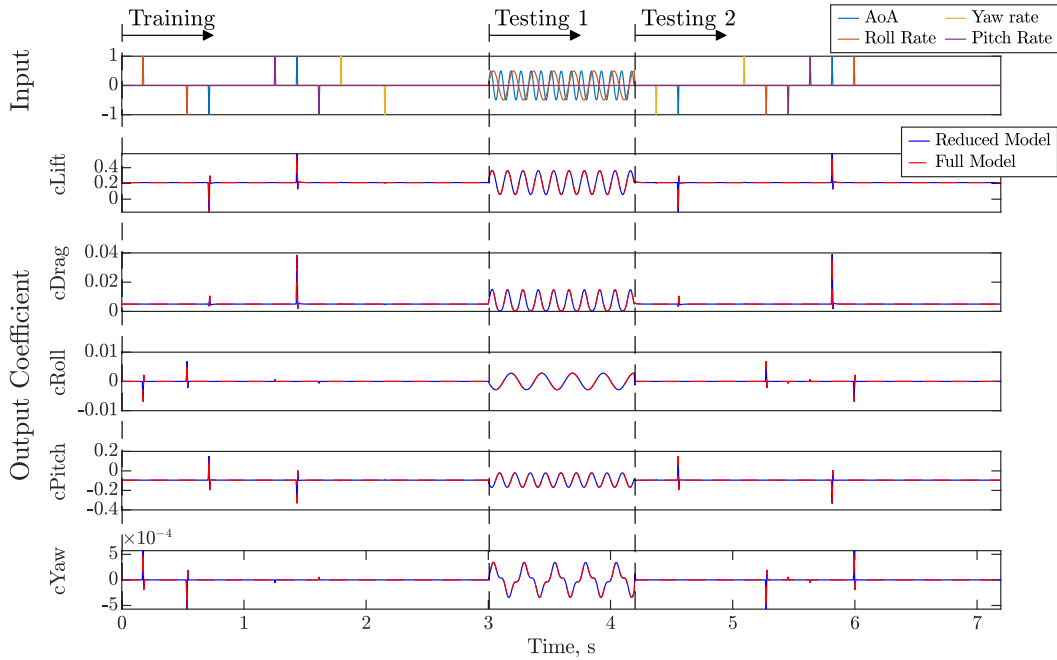 Training
Testing 1
Testing 2
AoA
Yaw rate
Roll Rate
Pitch Rate
Input
1
0
-1
Reduced Model
Full Model
cLift
0.4
0.2
0
Output Coefficient
cDrag
0.04
0.02
0
cRoll
0.01
0
-0.01
cPitch
0.2
0
-0.2
-0.4
cYaw
×10⁻⁴
5
0
-5
0
1
2
3
4
5
6
7
Time, s